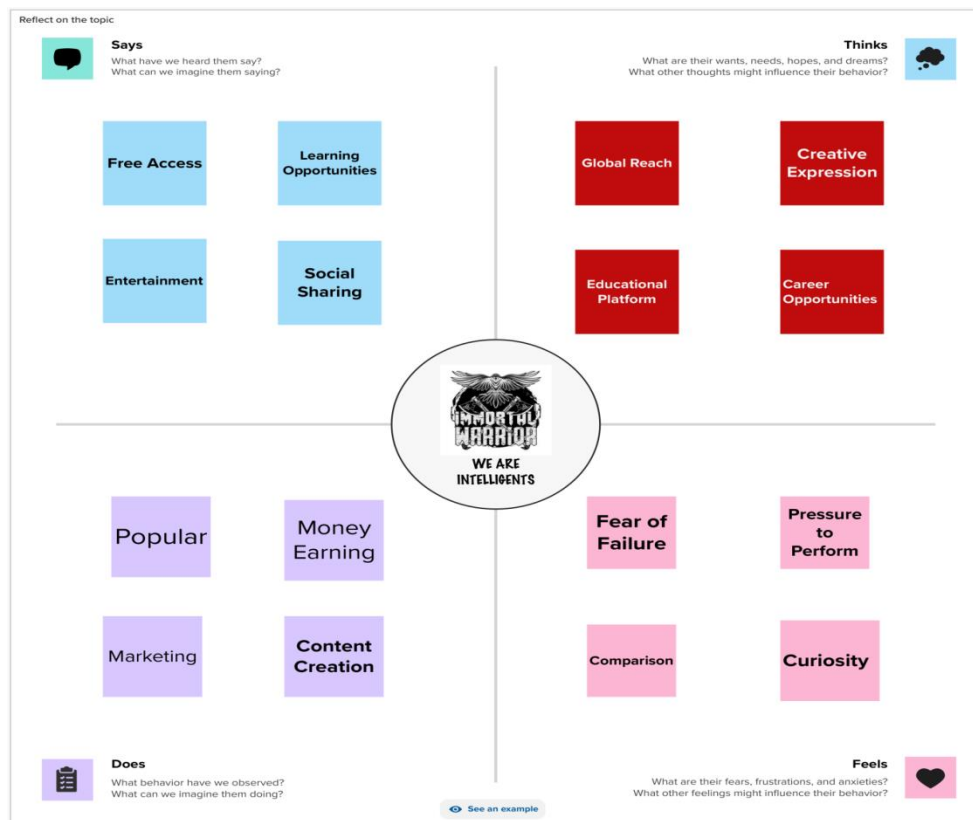 Reflect on the topic
Says
What have we heard them say?
What can we imagine them saying?
Thinks
What are their wants, needs, hopes, and dreams?
What other thoughts might influence their behavior?
Free Access
Learning
Opportunities
Entertainment
Social
Sharing
Global Reach
Creative
Expression
Educational
Platform
Career
Opportunities
IMMORTAL
WARRIOR
WE ARE
INTELLIGENTS
Popular
Money
Earning
Marketing
Content
Creation
Fear of
Failure
Pressure
to
Perform
Comparison
Curiosity
Does
What behavior have we observed?
What can we imagine them doing?
Feels
What are their fears, frustrations, and anxieties?
What other feelings might influence their behavior?
See an example